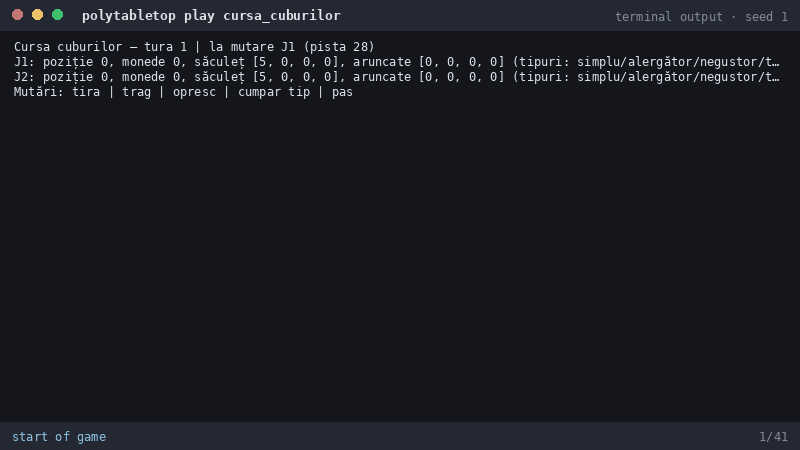 polytabletop play cursa_cuburilor
terminal output · seed 1
Cursa cuburilor — tura 1 | la mutare J1 (pista 28)
J1: poziție 0, monede 0, săculeț [5, 0, 0, 0], aruncate [0, 0, 0, 0] (tipuri: simplu/alergător/negustor/t…
J2: poziție 0, monede 0, săculeț [5, 0, 0, 0], aruncate [0, 0, 0, 0] (tipuri: simplu/alergător/negustor/t…
Mutări: tira | trag | opresc | cumpar tip | pas
start of game
1/41